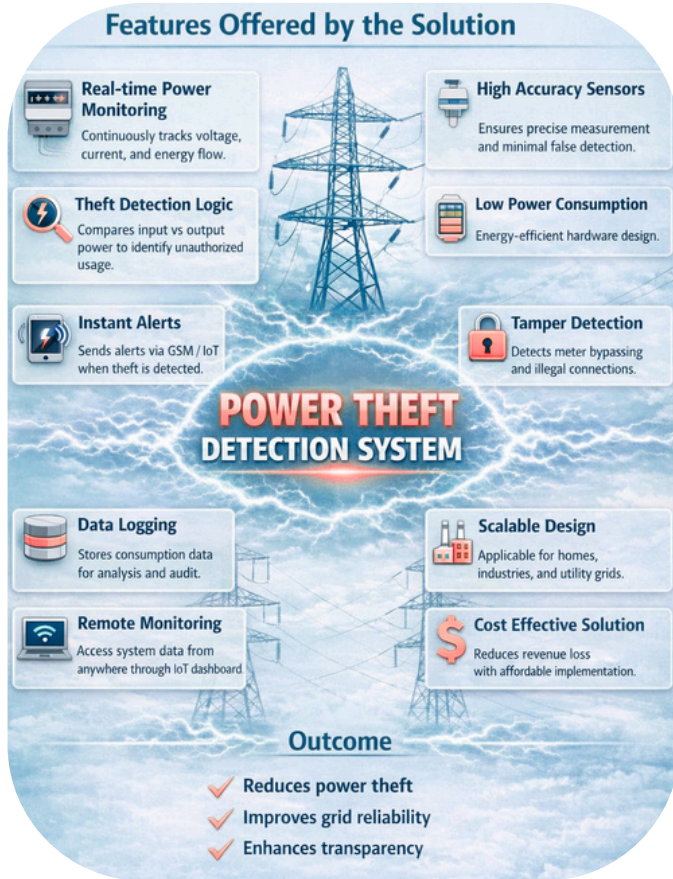 Features Offered by the Solution
Real-time Power
Monitoring
Continuously tracks voltage,
current, and energy flow.
High Accuracy Sensors
Ensures precise measurement
and minimal false detection.
Theft Detection Logic
Compares input vs output
power to identify unauthorized
usage.
Low Power Consumption
Energy-efficient hardware design.
Instant Alerts
Sends alerts via GSM / IoT
when theft is detected.
Tamper Detection
Detects meter bypassing
and illegal connections.
POWER THEFT
DETECTION SYSTEM
Data Logging
Stores consumption data
for analysis and audit.
Scalable Design
Applicable for homes,
industries, and utility grids.
Remote Monitoring
Access system data from
anywhere through IoT dashboard
Cost Effective Solution
Reduces revenue loss
with affordable implementation.
Outcome
Reduces power theft
Improves grid reliability
Enhances transparency